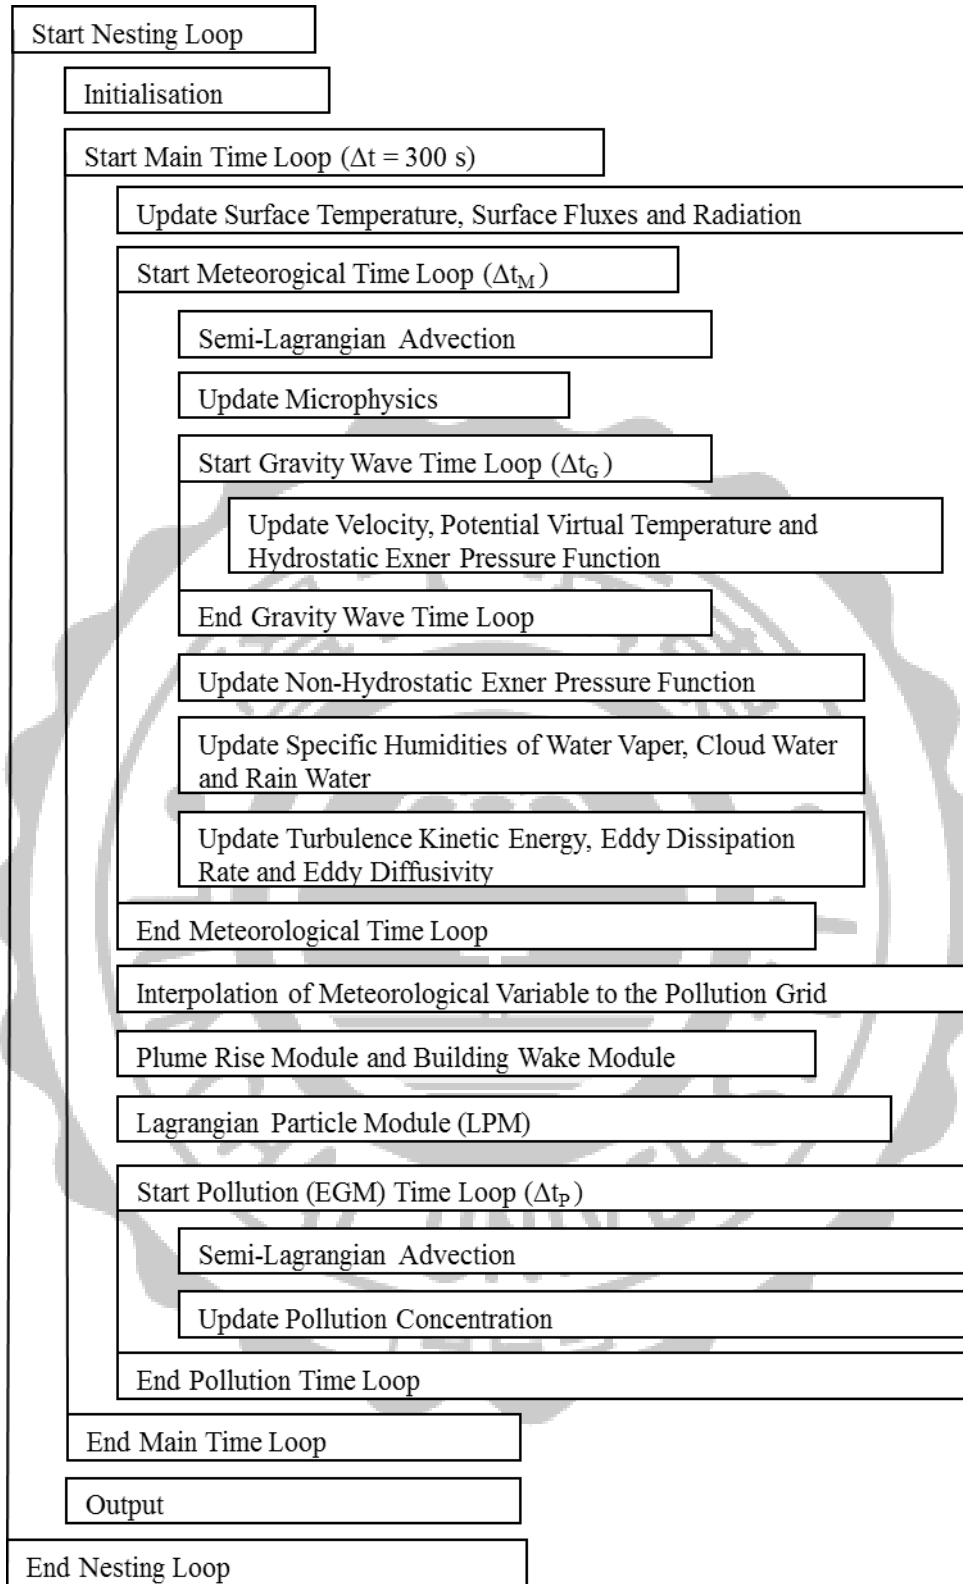 Start Nesting Loop
Initialisation
Start Main Time Loop (Δt = 300 s)
Update Surface Temperature, Surface Fluxes and Radiation
Start Meteorogical Time Loop (Δt_M)
Semi-Lagrangian Advection
Update Microphysics
Start Gravity Wave Time Loop (Δt_G)
Update Velocity, Potential Virtual Temperature and
Hydrostatic Exner Pressure Function
End Gravity Wave Time Loop
Update Non-Hydrostatic Exner Pressure Function
Update Specific Humidities of Water Vaper, Cloud Water
and Rain Water
Update Turbulence Kinetic Energy, Eddy Dissipation
Rate and Eddy Diffusivity
End Meteorological Time Loop
Interpolation of Meteorological Variable to the Pollution Grid
Plume Rise Module and Building Wake Module
Lagrangian Particle Module (LPM)
Start Pollution (EGM) Time Loop (Δt_P)
Semi-Lagrangian Advection
Update Pollution Concentration
End Pollution Time Loop
End Main Time Loop
Output
End Nesting Loop